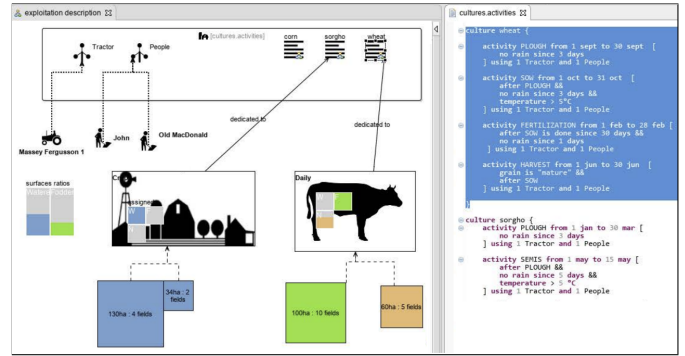 exploitation description
Tractor
People
[cultures.activities]
corn
sorgho
wheat
dedicated to
dedicated to
Massey Fergusson 1
John
Old MacDonald
surfaces ratios
Daily
130ha : 4 fields
34ha : 2
fields
100ha : 10 fields
60ha : 5 fields
cultures.activities
culture wheat {
activity PLOUGH from 1 sept to 30 sept [
no rain since 3 days
] using 1 Tractor and 1 People
activity SOW from 1 oct to 31 oct [
after PLOUGH &&
no rain since 3 days &&
temperature > 5°C
] using 1 Tractor and 1 People
activity FERTILIZATION from 1 feb to 28 feb [
after SOW is done since 30 days &&
no rain since 1 days
] using 1 Tractor and 1 People
activity HARVEST from 1 jun to 30 jun [
grain is "mature" &&
after SOW
] using 1 Tractor and 1 People
}
culture sorgho {
activity PLOUGH from 1 jan to 30 mar [
no rain since 3 days
] using 1 Tractor and 1 People
activity SEMIS from 1 may to 15 may [
after PLOUGH &&
no rain since 5 days &&
temperature > 5 °C
] using 1 Tractor and 1 People